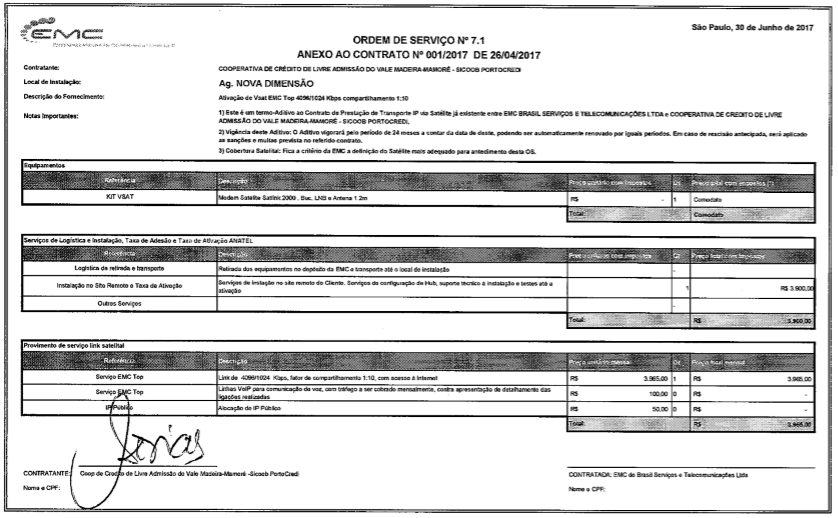 EMC
São Paulo, 30 de Junho de 2017
ORDEM DE SERVIÇO Nº 7.1
ANEXO AO CONTRATO Nº 001/2017 DE 26/04/2017
Contratante: COOPERATIVA DE CRÉDITO DE LIVRE ADMISSÃO DO VALE MADEIRA-MAMORÉ - SICOOB PORTOCREDI
Local de Instalação: Ag. NOVA DIMENSÃO
Descrição do Fornecimento: Ativação de Vsat EMC Top 4096/1024 Kbps compartilhamento 1:10
Notas Importantes: 1) Este é um termo-Aditivo ao Contrato de Prestação de Transporte IP via Satélite já existente entre EMC BRASIL SERVIÇOS E TELECOMUNICAÇÕES LTDA e COOPERATIVA DE CREDITO DE LIVRE
ADMISSÃO DO VALE MADEIRA-MAMORÉ - SICOOB PORTOCREDI,
2) Vigência deste Aditivo: O Aditivo vigorará pelo período de 24 meses a contar da data de deste, podendo ser automaticamente renovado por iguais períodos. Em caso de rescisão antecipada, será aplicado
as sanções e multas prevista no referido contrato.
3) Cobertura Satelital: Fica a critério da EMC a definição do Satélite mais adequado para antedimento desta OS.
Equipamentos
Referência Descrição Preço unitário com impostos Qt. Preço total com impostos (*)
KIT VSAT Modem Satelite Satlink 2000 , Buc, LNB e Antena 1.2m R$ - 1 Comodato
Total: Comodato
Serviços de Logística e Instalação, Taxa de Adesão e Taxa de Ativação ANATEL
Referência Descrição Preço unitário com impostos Qt. Preço total com impostos
Logística de retirada e transporte Retirada dos equipamentos no depósito da EMC e transporte até o local de instalação -
Instalação no Site Remoto e Taxa de Ativação Serviços de instação no site remoto do Cliente. Serviços de configuração de Hub, suporte técnico à instalação e testes até a
ativação 1 R$ 3.900,00
Outros Serviços -
Total: R$ 3.900,00
Provimento de serviço link satelital
Referência Descrição Preço unitário mensal Qt. Preço total mensal
Serviço EMC Top Link de 4096/1024 Kbps, fator de compartilhamento 1:10, com acesso à Internet R$ 3.965,00 1 R$ 3.965,00
Serviço EMC Top Linhas VoIP para comunicação de voz, com tráfego a ser cobrado mensalmente, contra apresentação de detalhamento das
ligações realizadas R$ 100,00 0 R$ -
IP Público Alocação de IP Público R$ 50,00 0 R$ -
Total: R$ 3.965,00
CONTRATANTE: Coop de Credito de Livre Admissão do Vale Madeira-Mamoré -Sicoob PortoCredi
CONTRATADA: EMC do Brasil Serviços e Telecomunicações Ltda
Nome e CPF:
Nome e CPF: